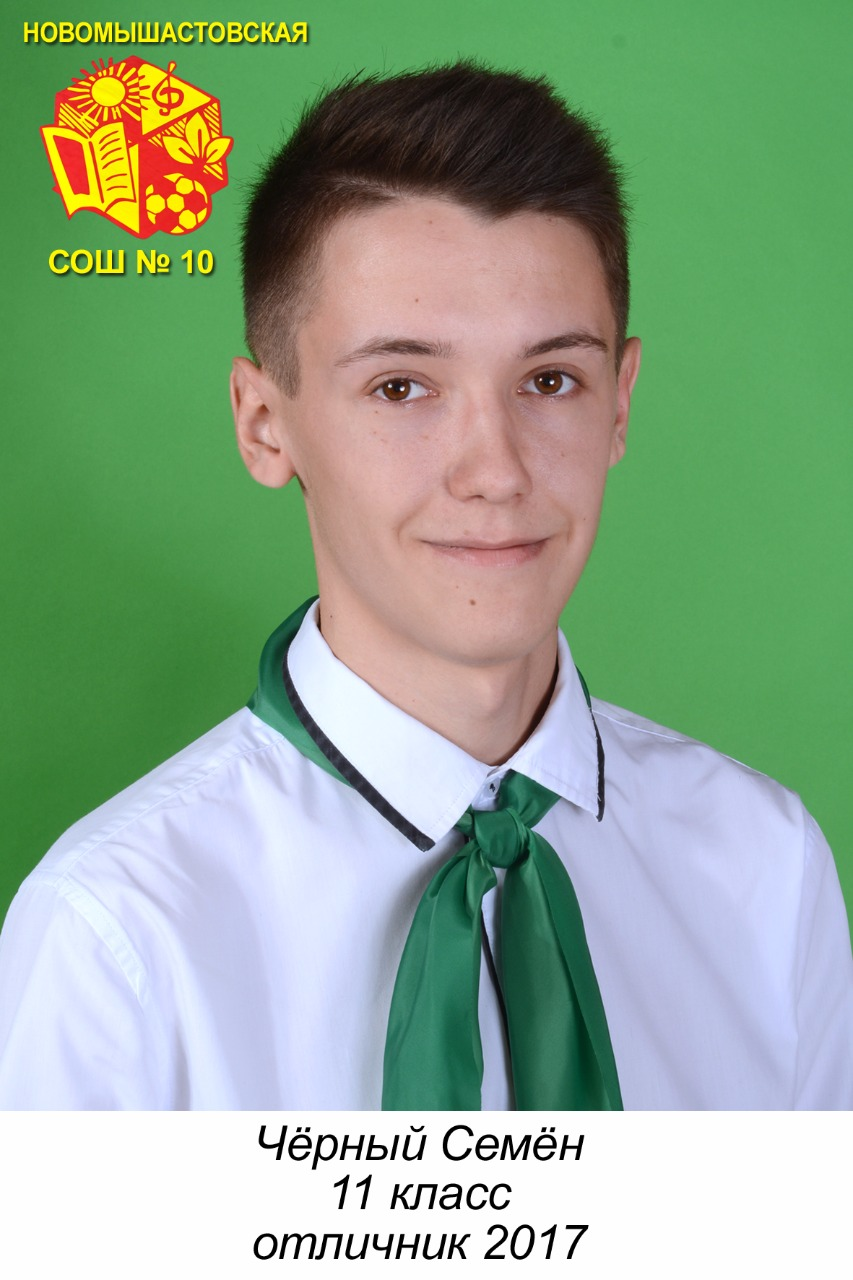 НОВОМЫШАСТОВСКАЯ
СОШ № 10
Чёрный Семён
11 класс
отличник 2017